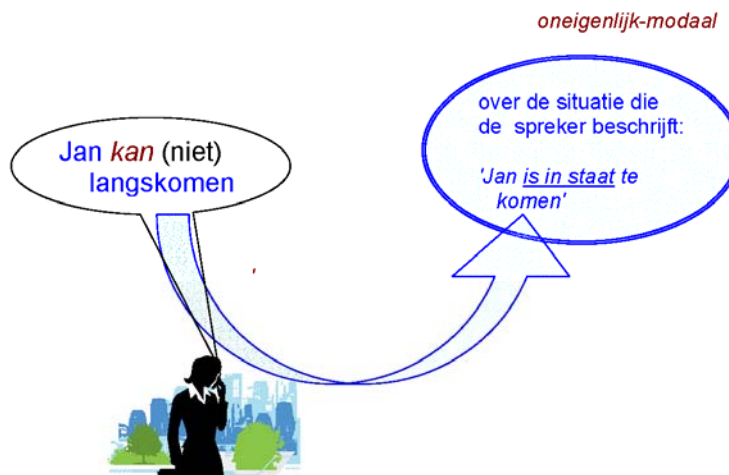 oneigenlijk-modaal
over de situatie die
de spreker beschrijft:
'Jan is in staat te
komen'
Jan kan (niet)
langskomen
'